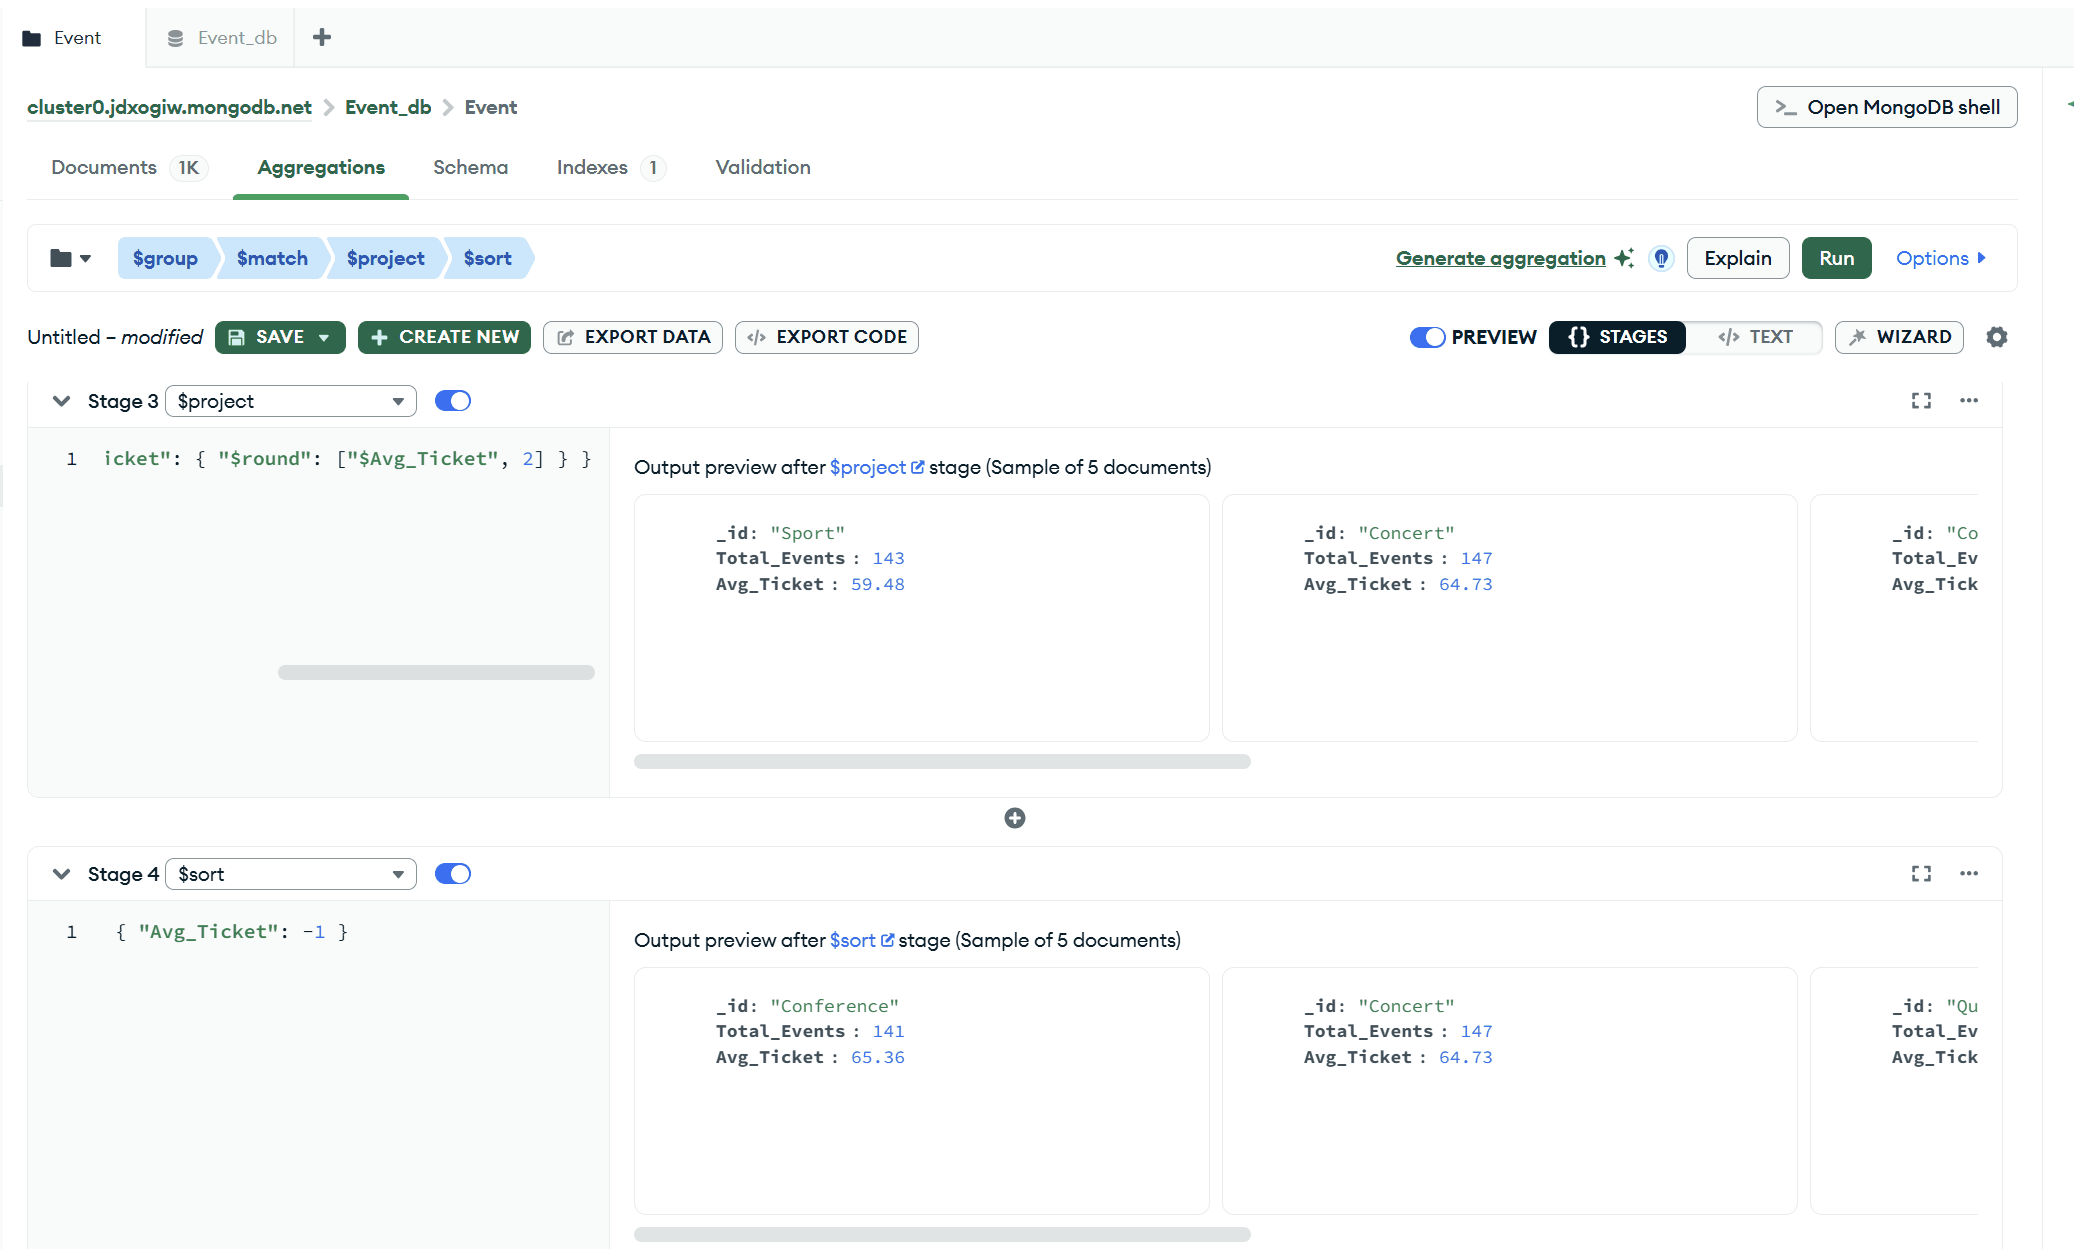 Event
Event_db
cluster0.jdxogiw.mongodb.net > Event_db > Event
>_ Open MongoDB shell
Documents 1K Aggregations Schema Indexes 1 Validation
$group $match $project $sort
Generate aggregation Explain Run Options
Untitled – modified SAVE + CREATE NEW EXPORT DATA </> EXPORT CODE
PREVIEW {} STAGES </> TEXT WIZARD
Stage 3 $project
1 icket": { "$round": ["$Avg_Ticket", 2] } }
Output preview after $project stage (Sample of 5 documents)
_id: "Sport"
Total_Events : 143
Avg_Ticket : 59.48
_id: "Concert"
Total_Events : 147
Avg_Ticket : 64.73
_id: "Co
Total_Ev
Avg_Tick
Stage 4 $sort
1 { "Avg_Ticket": -1 }
Output preview after $sort stage (Sample of 5 documents)
_id: "Conference"
Total_Events : 141
Avg_Ticket : 65.36
_id: "Concert"
Total_Events : 147
Avg_Ticket : 64.73
_id: "Qu
Total_Ev
Avg_Tick